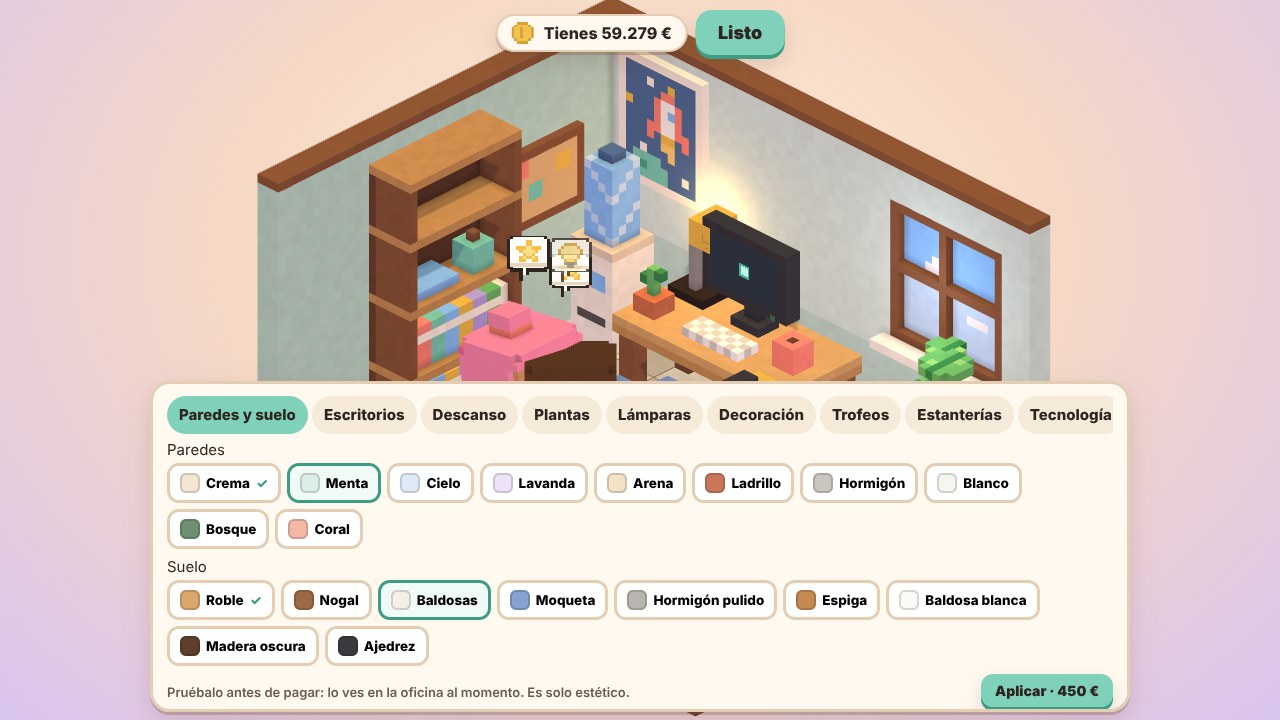 Tienes 59.279 €
Listo
Paredes y suelo
Escritorios
Descanso
Plantas
Lámparas
Decoración
Trofeos
Estanterías
Tecnología
Paredes
Crema
Menta
Cielo
Lavanda
Arena
Ladrillo
Hormigón
Blanco
Bosque
Coral
Suelo
Roble
Nogal
Baldosas
Moqueta
Hormigón pulido
Espiga
Baldosa blanca
Madera oscura
Ajedrez
Pruébalo antes de pagar: lo ves en la oficina al momento. Es solo estético.
Aplicar · 450 €